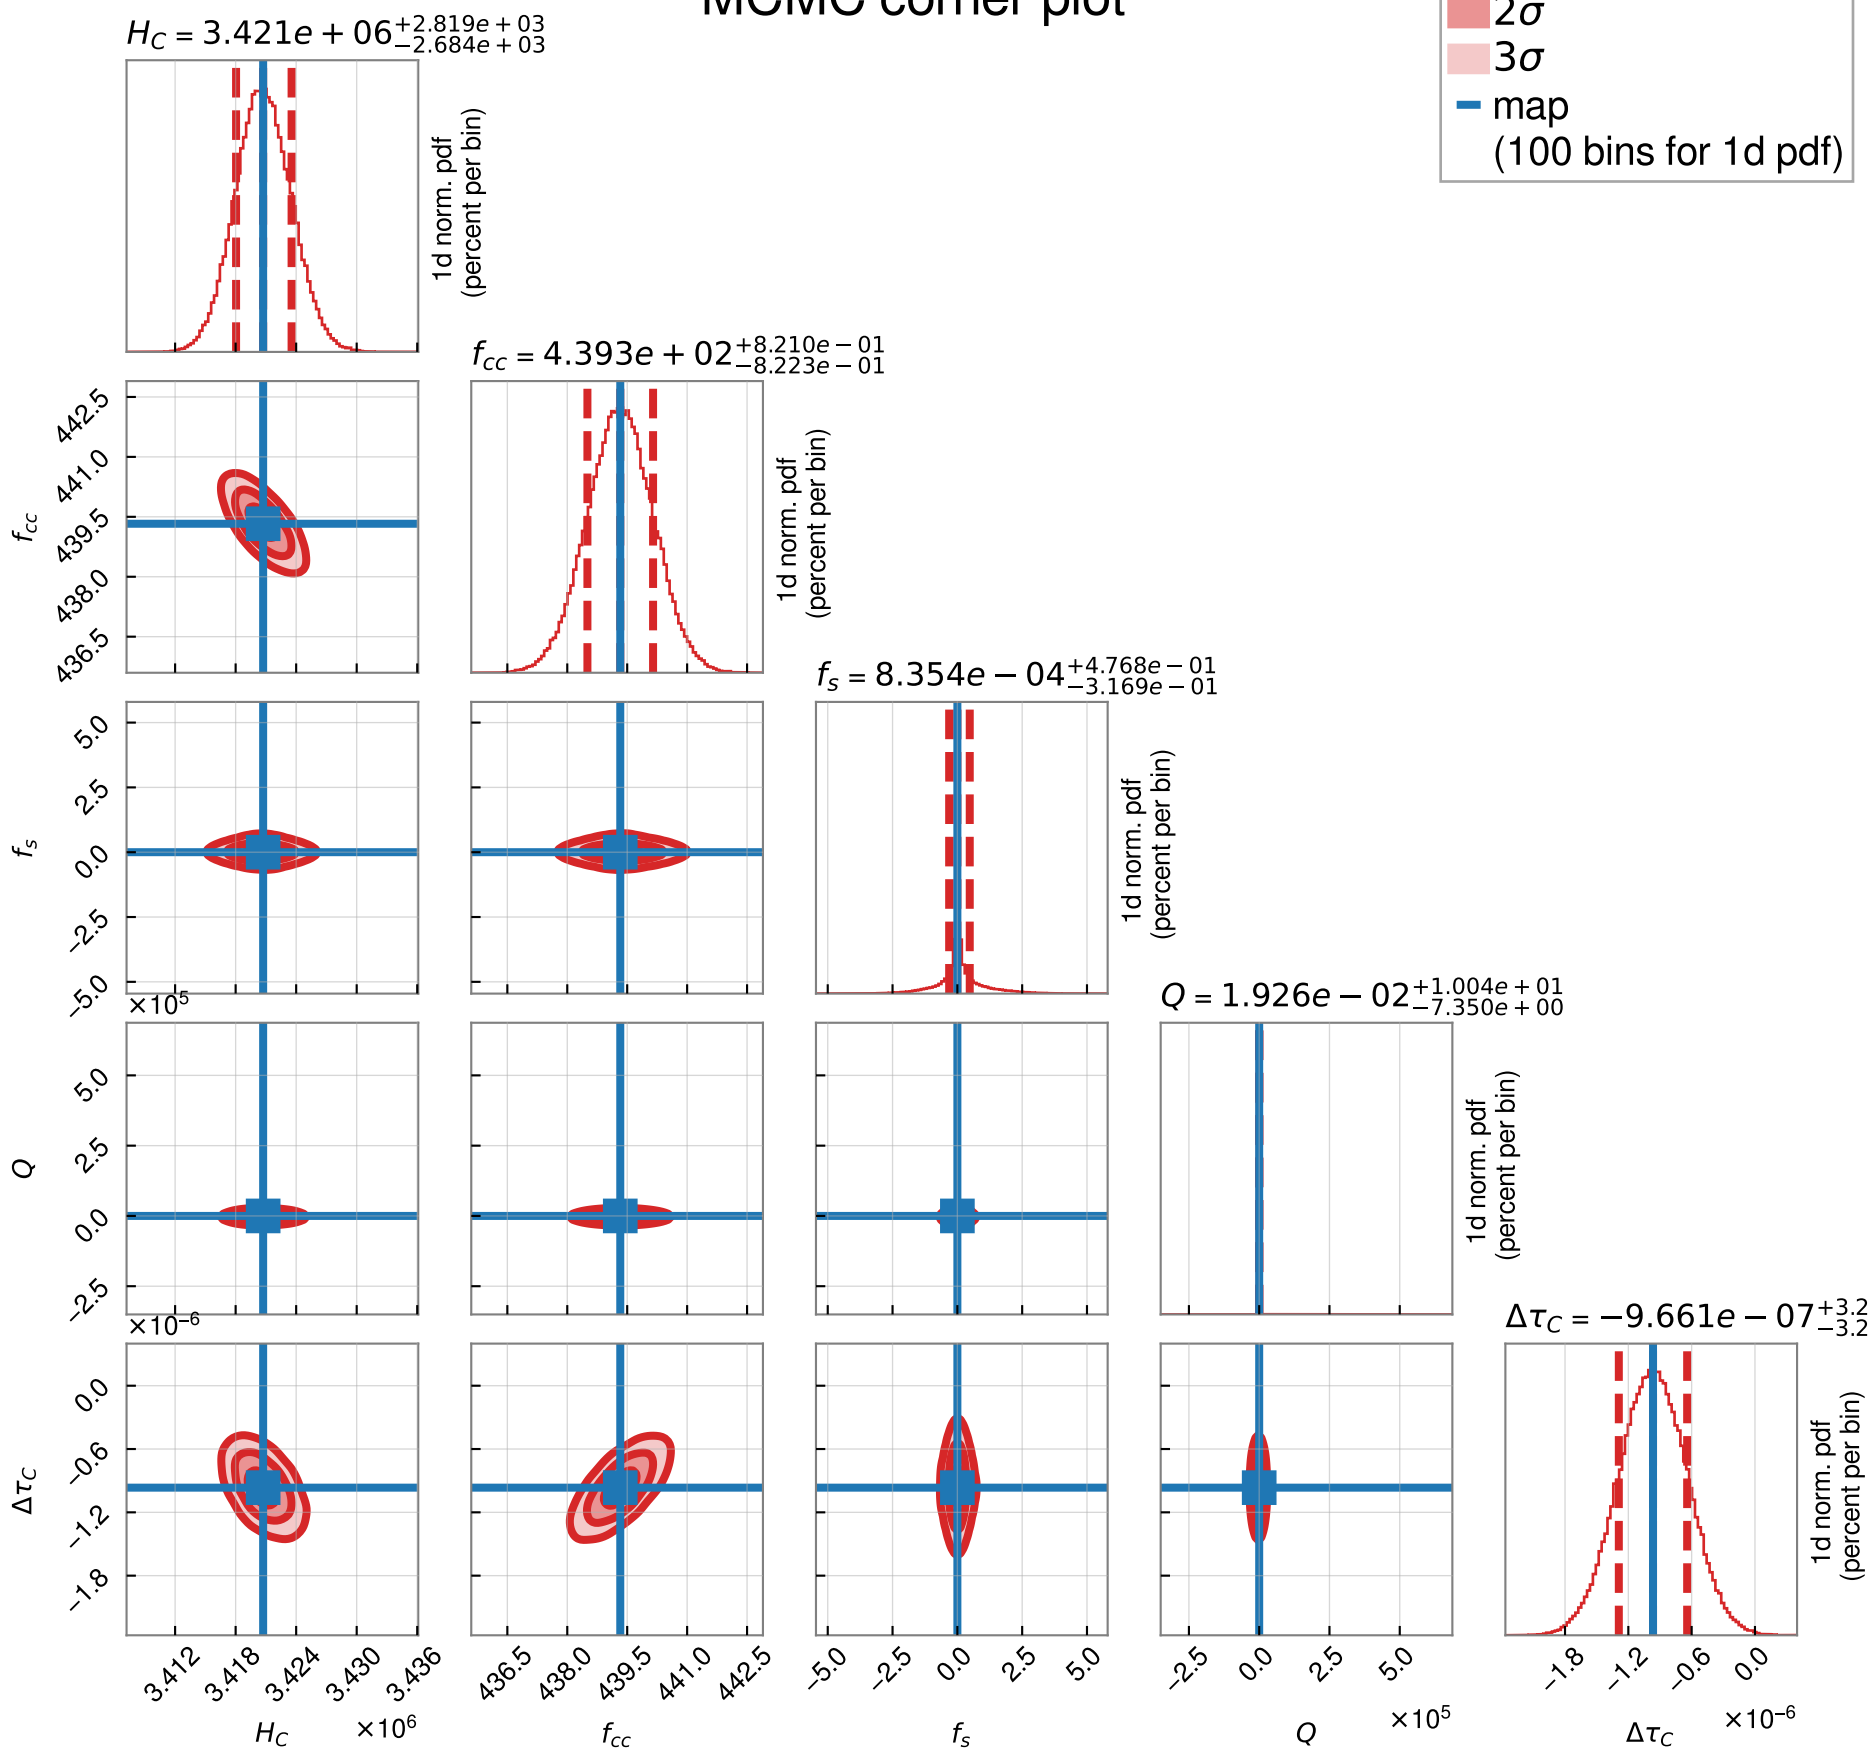 MCMC corner plot
2σ
3σ
map
(100 bins for 1d pdf)
H_C = 3.421e + 06 +2.819e + 03 −2.684e + 03
1d norm. pdf
(percent per bin)
f_cc = 4.393e + 02 +8.210e − 01 −8.223e − 01
442.5
441.0
439.5
438.0
436.5
f_cc
1d norm. pdf
(percent per bin)
f_s = 8.354e − 04 +4.768e − 01 −3.169e − 01
5.0
2.5
0.0
−2.5
−5.0
f_s
1d norm. pdf
(percent per bin)
×10^5
Q = 1.926e − 02 +1.004e + 01 −7.350e + 00
5.0
2.5
0.0
−2.5
Q
1d norm. pdf
(percent per bin)
×10^−6
Δτ_C = −9.661e − 07 +3.2 −3.2
0.0
−0.6
−1.2
−1.8
Δτ_C
1d norm. pdf
(percent per bin)
3.412 3.418 3.424 3.430 3.436
436.5 438.0 439.5 441.0 442.5
−5.0 −2.5 0.0 2.5 5.0
−2.5 0.0 2.5 5.0
−1.8 −1.2 −0.6 0.0
×10^6 ×10^5 ×10^−6
H_C f_cc f_s Q Δτ_C